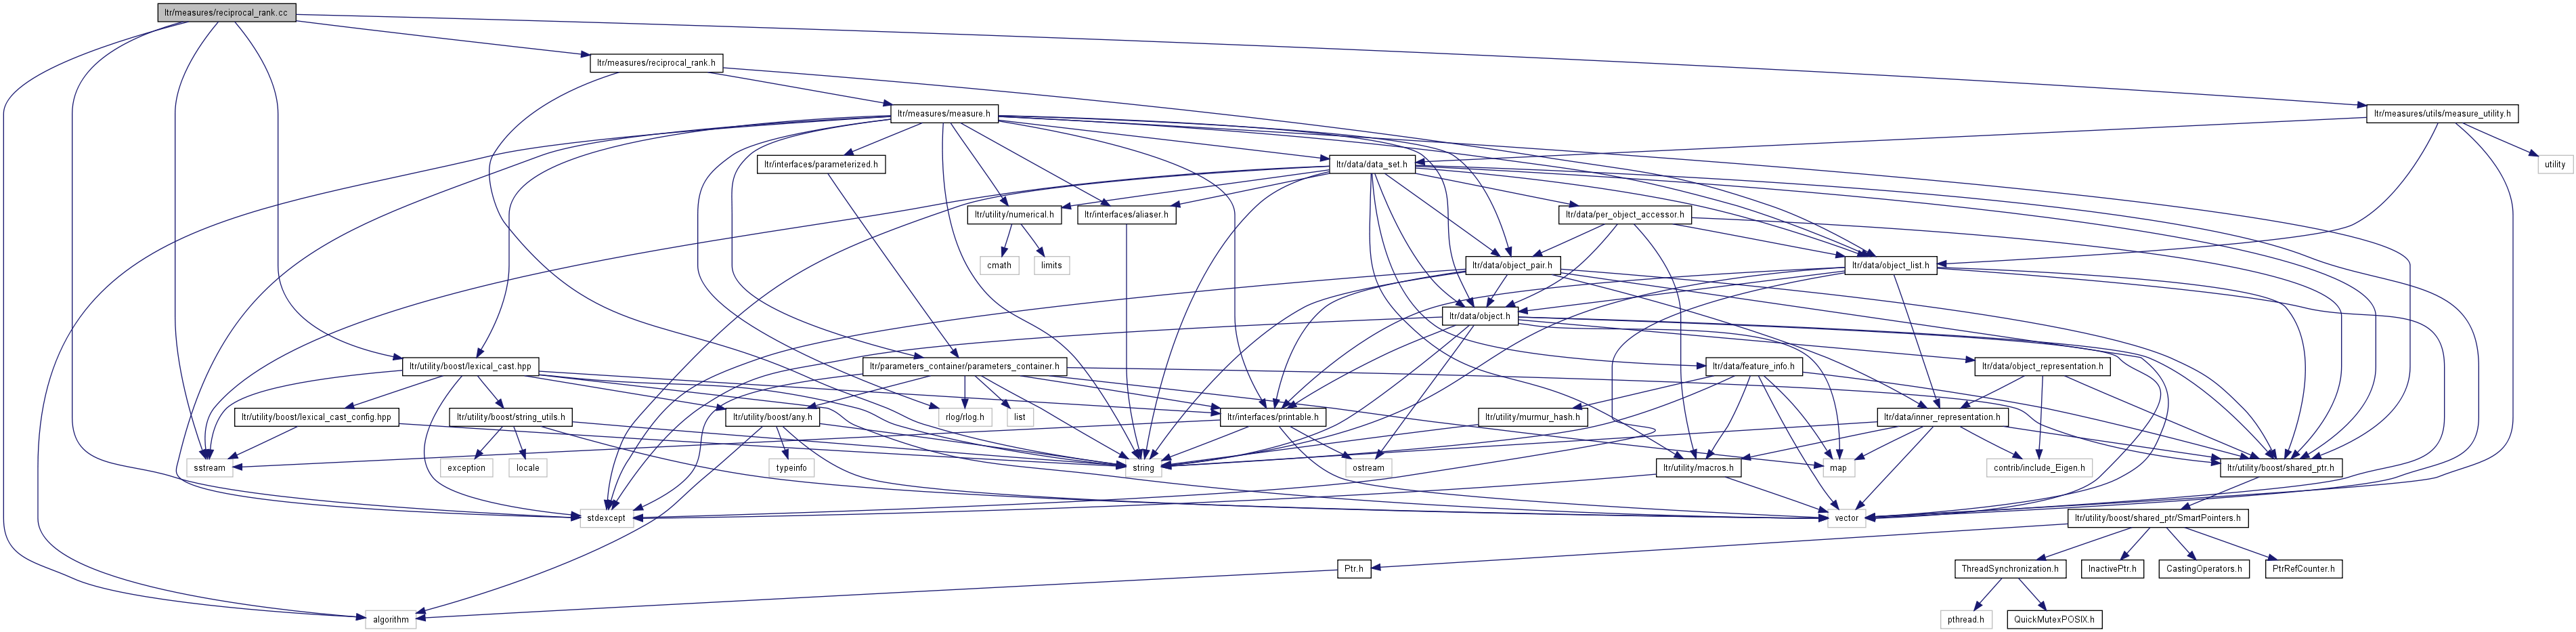 ltr/measures/reciprocal_rank.cc
ltr/measures/reciprocal_rank.h
ltr/measures/measure.h
ltr/measures/utils/measure_utility.h
ltr/interfaces/parameterized.h
ltr/data/data_set.h
utility
ltr/utility/numerical.h
ltr/interfaces/aliaser.h
ltr/data/per_object_accessor.h
cmath
limits
ltr/data/object_pair.h
ltr/data/object_list.h
ltr/data/object.h
ltr/utility/boost/lexical_cast.hpp
ltr/parameters_container/parameters_container.h
ltr/data/feature_info.h
ltr/data/object_representation.h
ltr/utility/boost/lexical_cast_config.hpp
ltr/utility/boost/string_utils.h
ltr/utility/boost/any.h
rlog/rlog.h
list
ltr/interfaces/printable.h
ltr/utility/murmur_hash.h
ltr/data/inner_representation.h
sstream
exception
locale
typeinfo
string
ostream
ltr/utility/macros.h
map
contrib/include_Eigen.h
ltr/utility/boost/shared_ptr.h
stdexcept
vector
ltr/utility/boost/shared_ptr/SmartPointers.h
Ptr.h
ThreadSynchronization.h
InactivePtr.h
CastingOperators.h
PtrRefCounter.h
algorithm
pthread.h
QuickMutexPOSIX.h